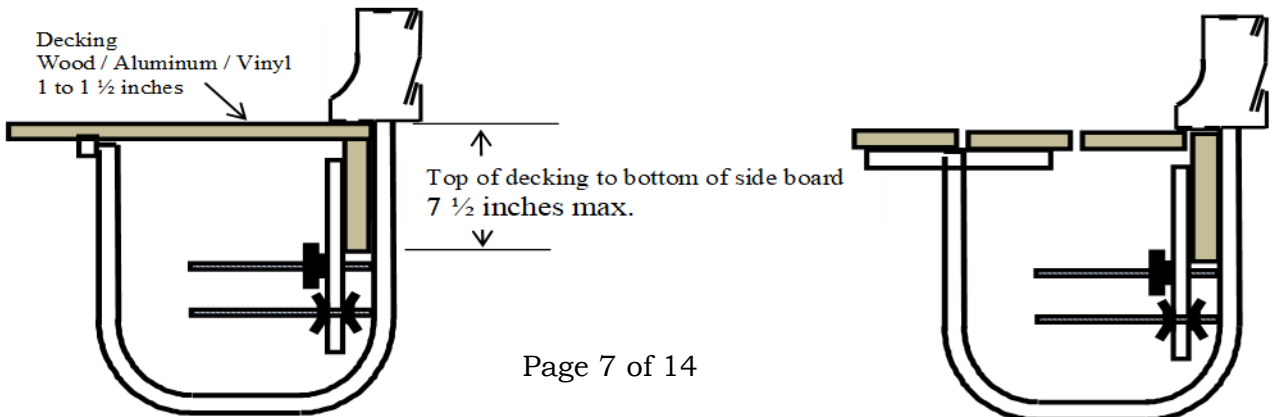 Decking
Wood / Aluminum / Vinyl
1 to 1 ½ inches
Top of decking to bottom of side board
7 ½ inches max.
Page 7 of 14